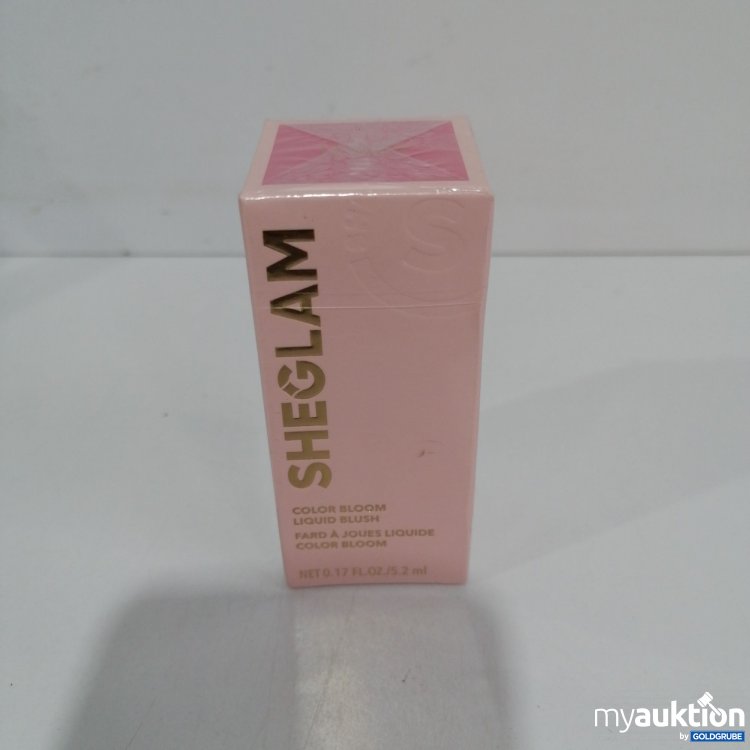 SHEGLAM
COLOR BLOOM
LIQUID BLUSH
FARD À JOUES LIQUIDE
COLOR BLOOM
NET 0.17 FL.OZ./5.2 ml
myauktion
by GOLDGRUBE